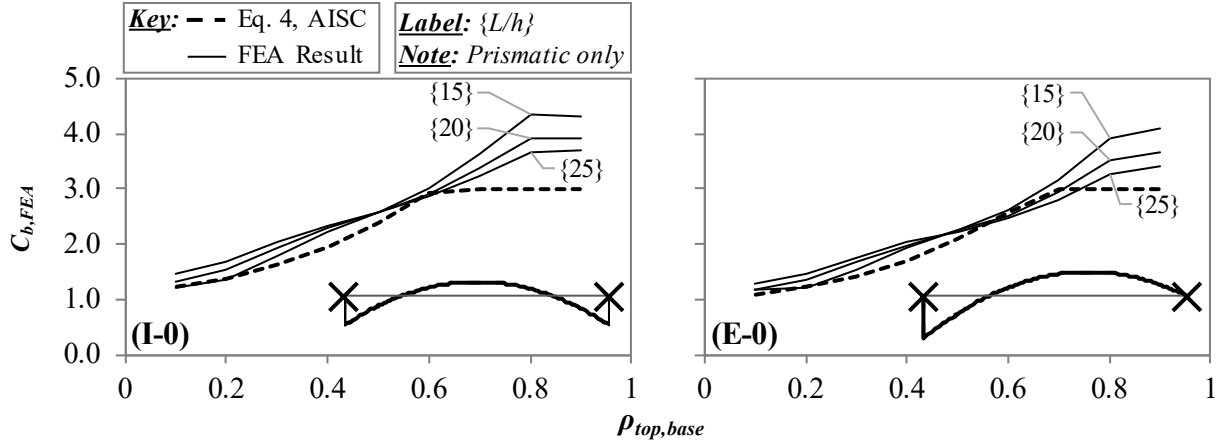 Key: Eq. 4, AISC
FEA Result
Label: {L/h}
Note: Prismatic only
5.0
4.0
3.0
2.0
1.0
0.0
C_b,FEA
{15}
{20}
{25}
(I-0)
0 0.2 0.4 0.6 0.8 1
{15}
{20}
{25}
(E-0)
0 0.2 0.4 0.6 0.8 1
ρ_top,base